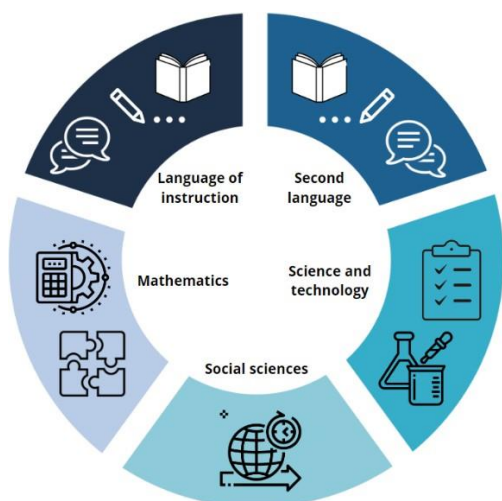 Language of
instruction
Second
language
Mathematics
Science and
technology
Social sciences